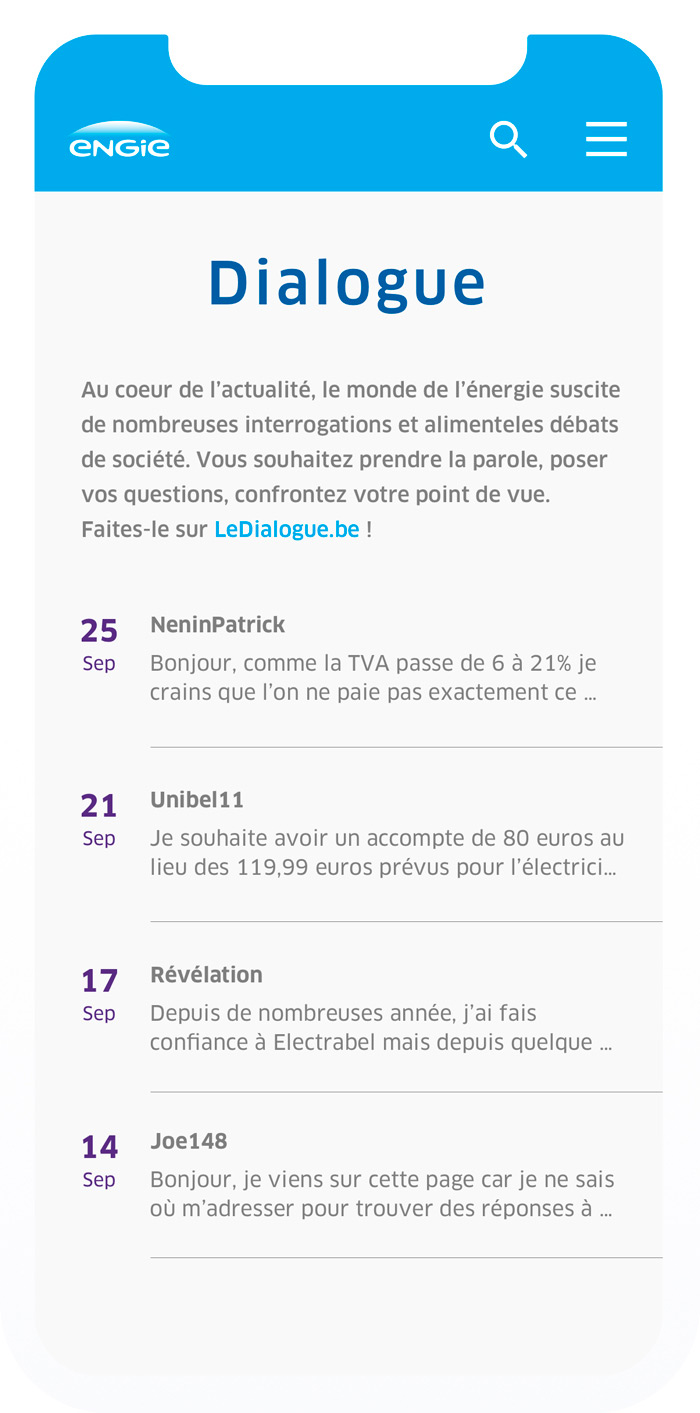 ENGIE
Dialogue
Au coeur de l’actualité, le monde de l’énergie suscite
de nombreuses interrogations et alimenteles débats
de société. Vous souhaitez prendre la parole, poser
vos questions, confrontez votre point de vue.
Faites-le sur LeDialogue.be !
25 NeninPatrick
Sep Bonjour, comme la TVA passe de 6 à 21% je
crains que l’on ne paie pas exactement ce ...
21 Unibel11
Sep Je souhaite avoir un accompte de 80 euros au
lieu des 119,99 euros prévus pour l’électrici...
17 Révélation
Sep Depuis de nombreuses année, j’ai fais
confiance à Electrabel mais depuis quelque ...
14 Joe148
Sep Bonjour, je viens sur cette page car je ne sais
où m’adresser pour trouver des réponses à ...